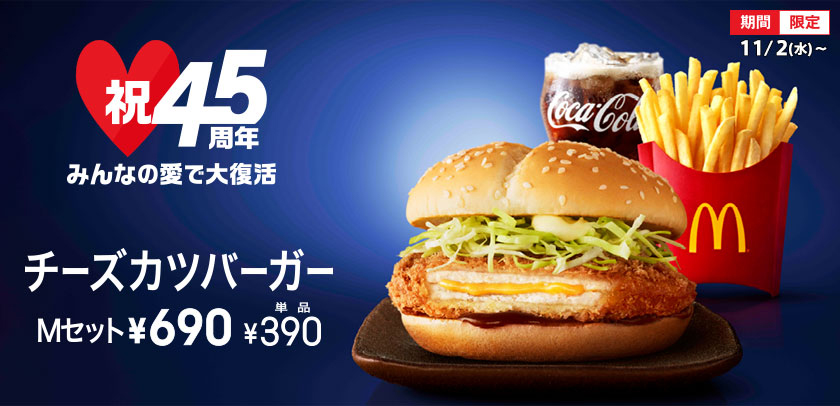 期間 限定
11/2(水)~
祝45周年
みんなの愛で大復活
チーズカツバーガー
Mセット¥690 単品 ¥390
Coca-Cola